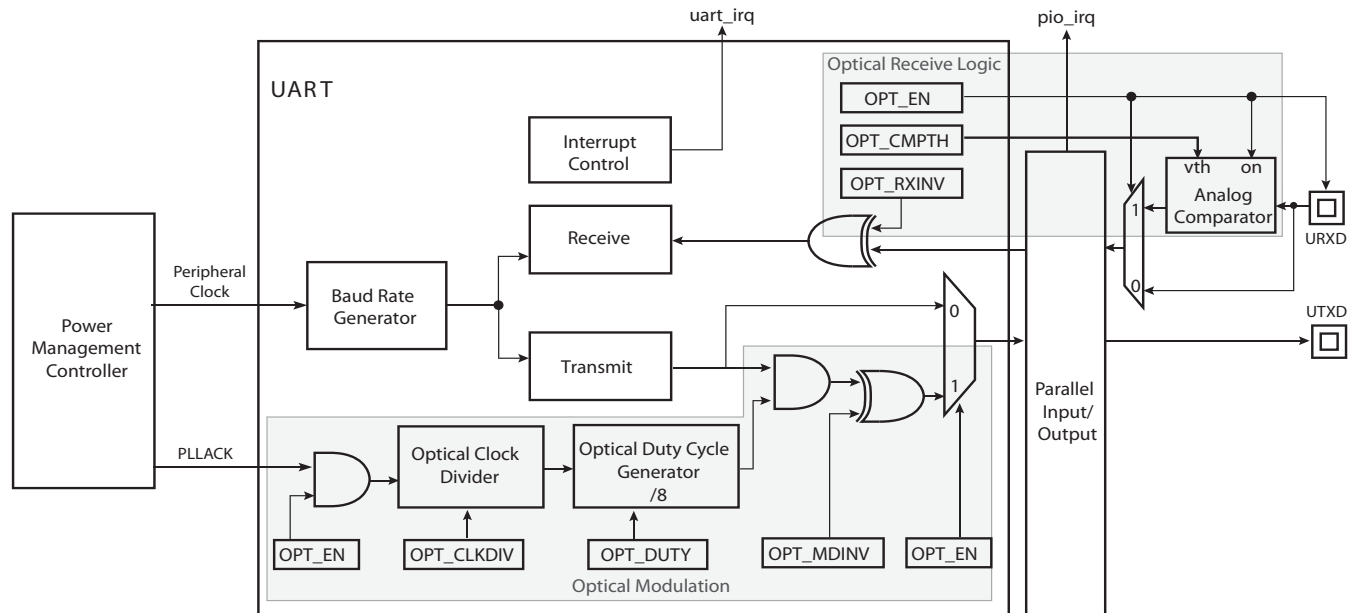 uart_irq
pio_irq
UART
Optical Receive Logic
OPT_EN
OPT_CMPTH
OPT_RXINV
Interrupt
Control
vth
on
Analog
Comparator
1
0
URXD
UTXD
Receive
Peripheral
Clock
Baud Rate
Generator
Power
Management
Controller
Transmit
0
1
Parallel
Input/
Output
PLLACK
Optical Clock
Divider
Optical Duty Cycle
Generator
/8
OPT_EN
OPT_CLKDIV
OPT_DUTY
OPT_MDINV
OPT_EN
Optical Modulation